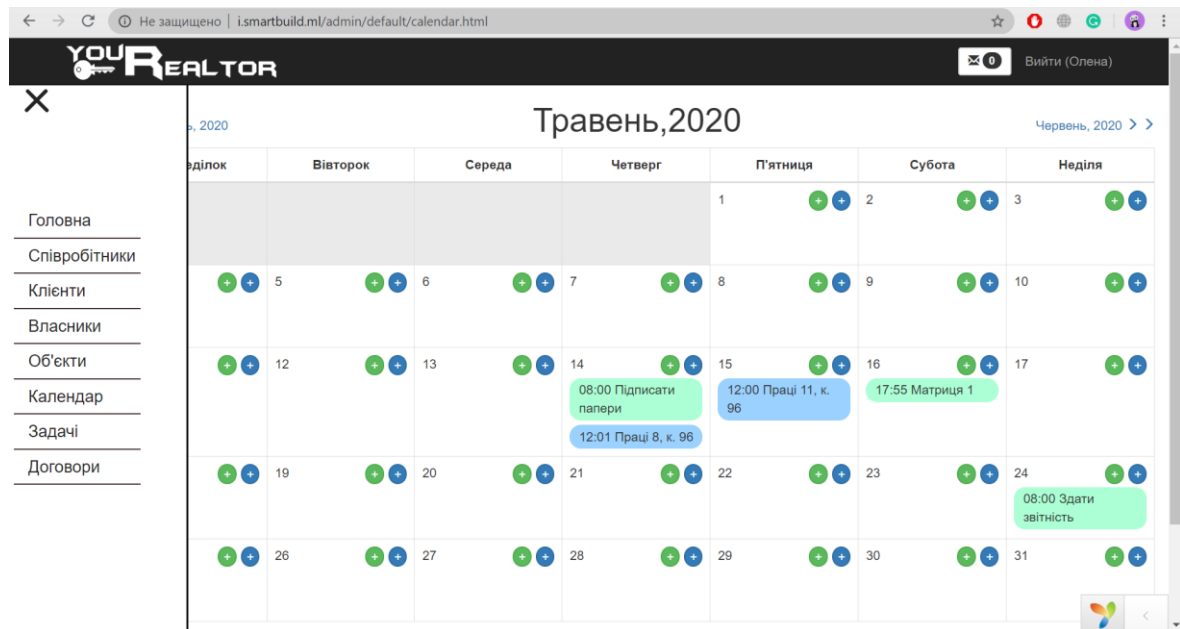 Не защищено | i.smartbuild.ml/admin/default/calendar.html
YOUREALTOR
0
Вийти (Олена)
ь, 2020
Травень,2020
Червень, 2020
еділок Вівторок Середа Четверг П'ятниця Субота Неділя
1 + + 2 + + 3 + +
Головна
Співробітники
Клієнти
Власники
Об'єкти
Календар
Задачі
Договори
+ + 5 + + 6 + + 7 + + 8 + + 9 + + 10 + +
+ + 12 + + 13 + + 14 + + 15 + + 16 + + 17 + +
08:00 Підписати
папери
12:01 Праці 8, к. 96
12:00 Праці 11, к.
96
17:55 Матриця 1
+ + 19 + + 20 + + 21 + + 22 + + 23 + + 24 + +
08:00 Здати
звітність
+ + 26 + + 27 + + 28 + + 29 + + 30 + + 31 + +